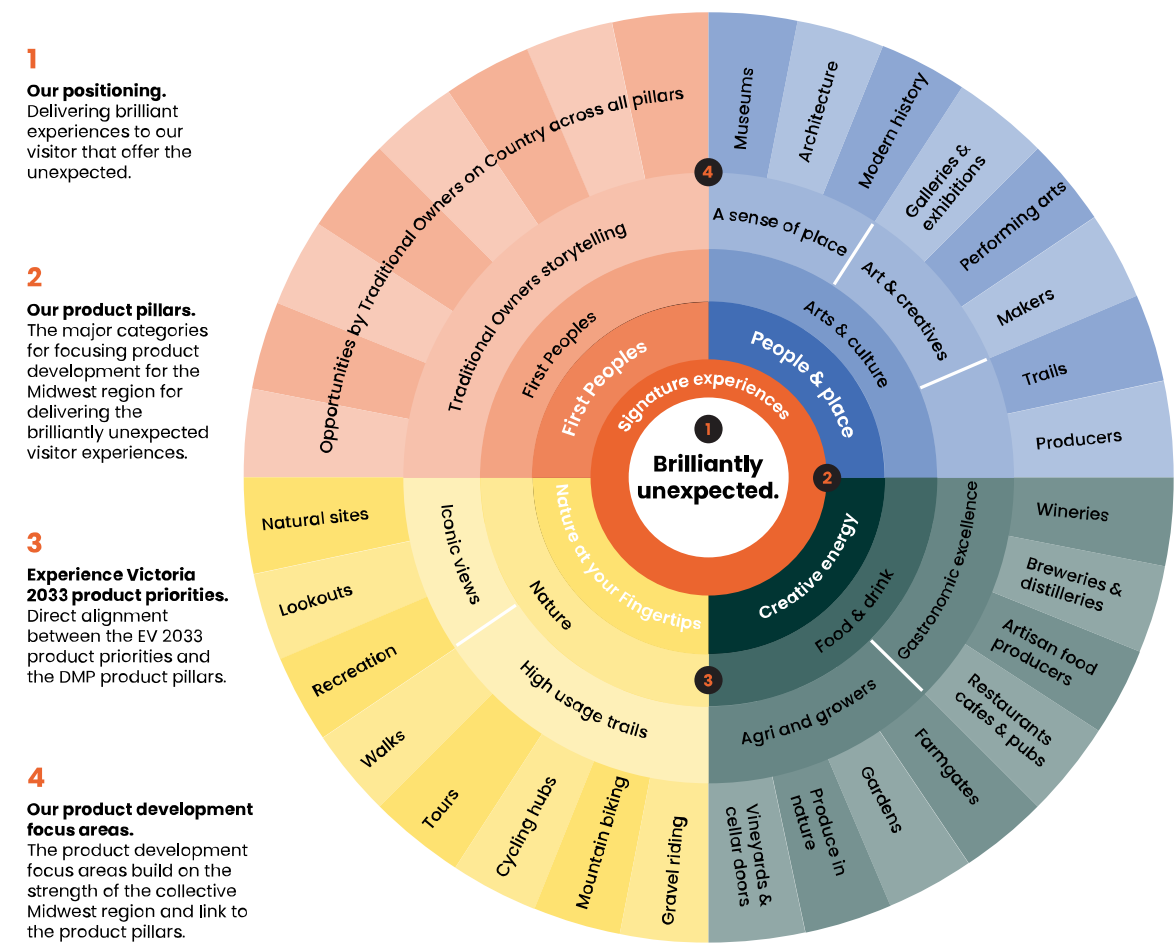 1
Our positioning.
Delivering brilliant
experiences to our
visitor that offer the
unexpected.
2
Our product pillars.
The major categories
for focusing product
development for the
Midwest region for
delivering the
brilliantly unexpected
visitor experiences.
3
Experience Victoria
2033 product priorities.
Direct alignment
between the EV 2033
product priorities and
the DMP product pillars.
4
Our product development
focus areas.
The product development
focus areas build on the
strength of the collective
Midwest region and link to
the product pillars.
1
Brilliantly
unexpected.
signature experiences
2
First Peoples
People & place
Creative energy
Nature at your Fingertips
3
First Peoples
Arts & culture
Food & drink
Nature
4
Traditional Owners storytelling
A sense of place
Art & creatives
Gastronomic excellence
Agri and growers
High usage trails
Iconic views
Opportunities by Traditional Owners on Country across all pillars
Museums
Architecture
Modern history
Galleries &
exhibitions
Performing arts
Makers
Trails
Producers
Wineries
Breweries &
distilleries
Artisan food
producers
Restaurants
cafes & pubs
Farmgates
Gardens
Produce in
nature
Vineyards &
cellar doors
Gravel riding
Mountain biking
Cycling hubs
Tours
Walks
Recreation
Lookouts
Natural sites